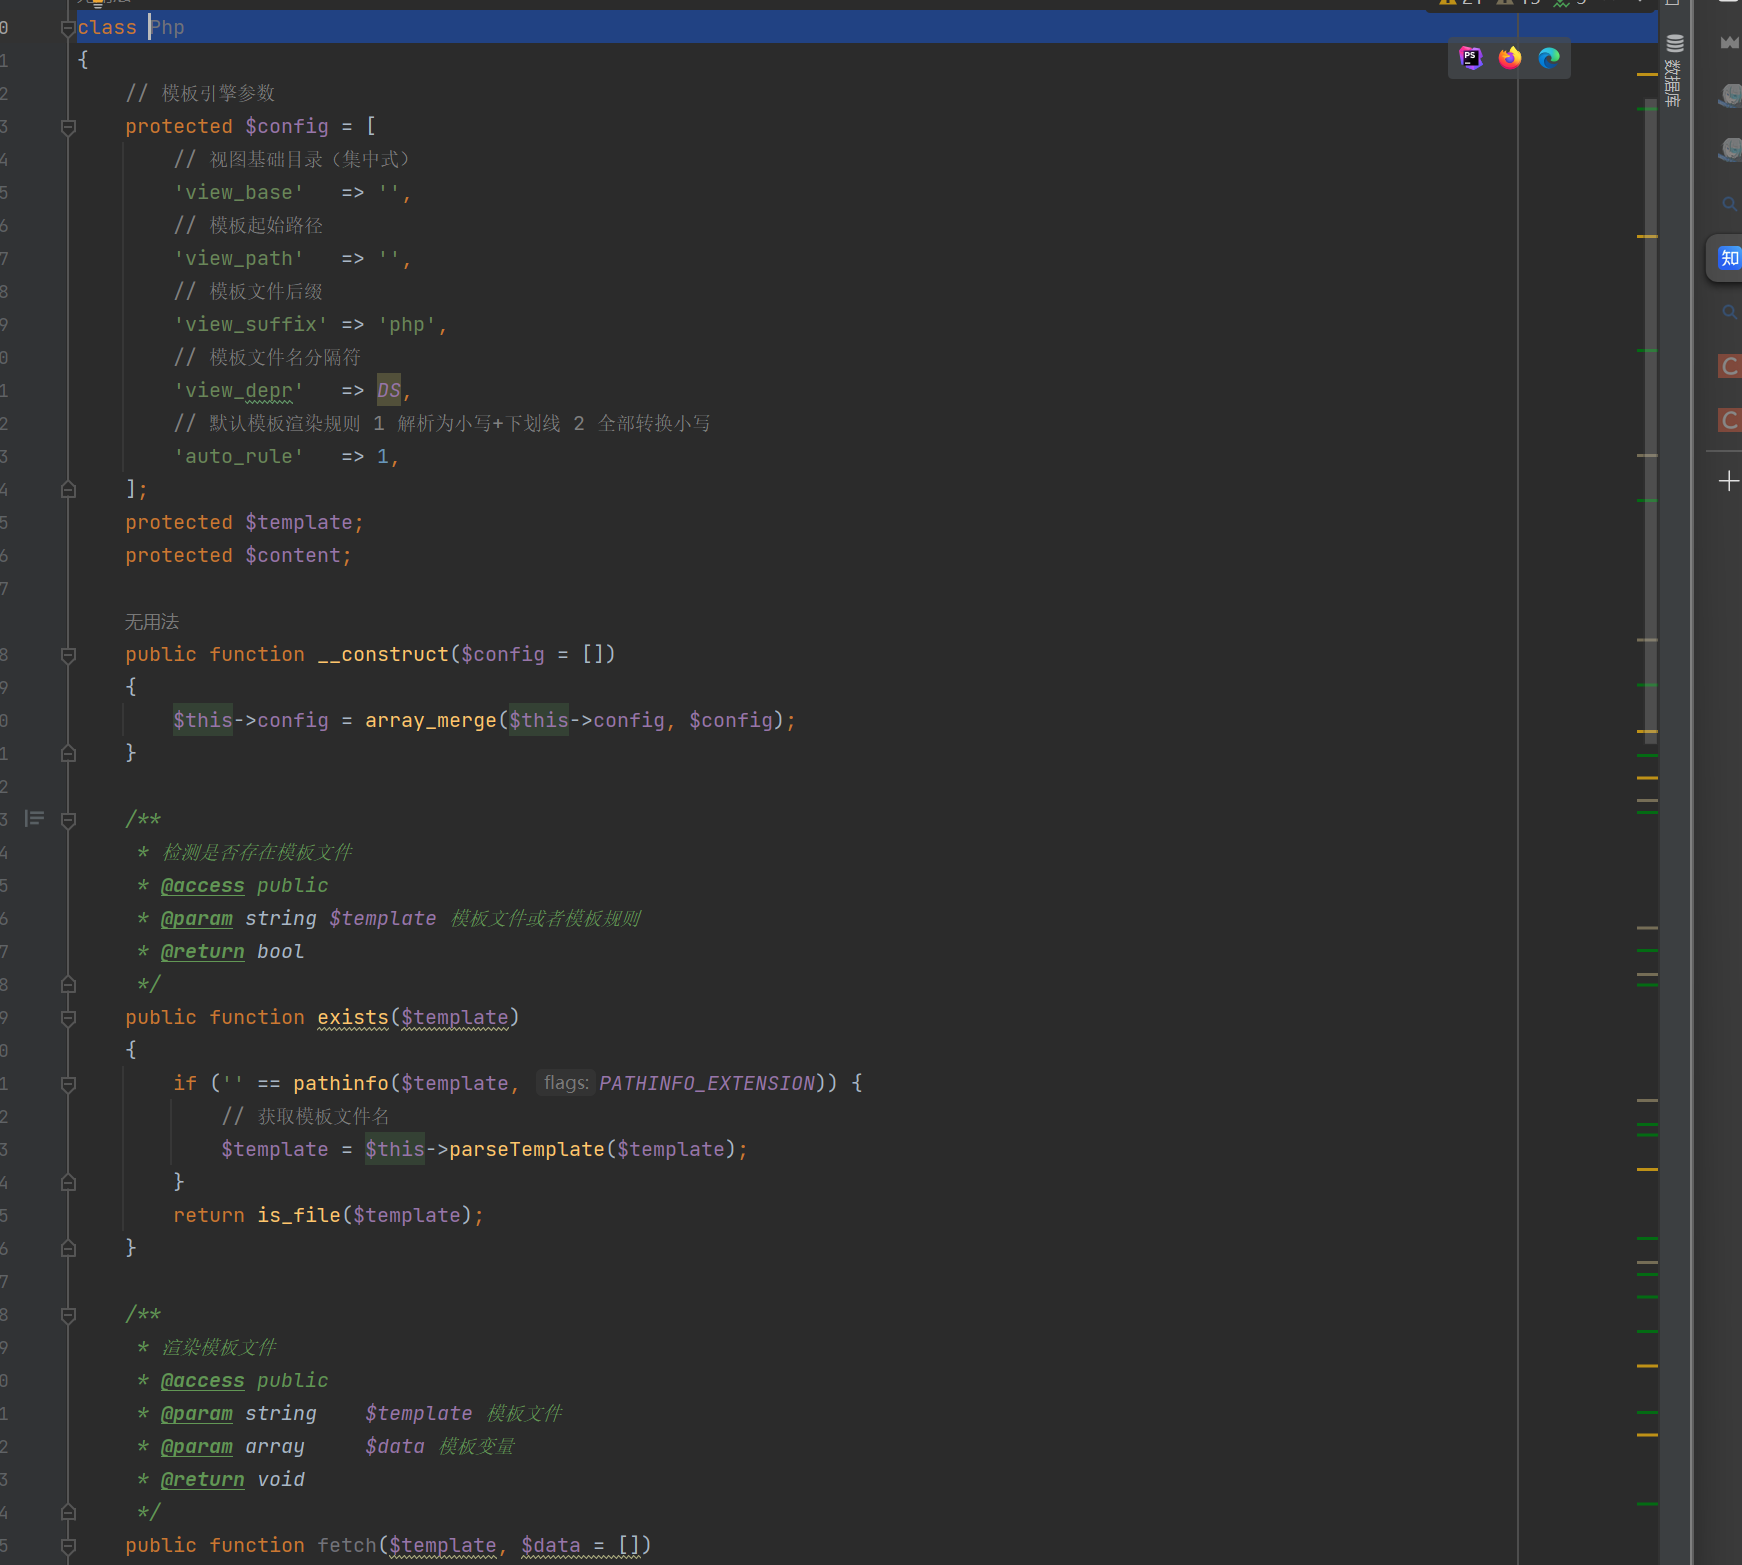 class Php
{
// 模板引擎参数
protected $config = [
// 视图基础目录（集中式）
'view_base'   => '',
// 模板起始路径
'view_path'   => '',
// 模板文件后缀
'view_suffix' => 'php',
// 模板文件名分隔符
'view_depr'   => DS,
// 默认模板渲染规则 1 解析为小写+下划线 2 全部转换小写
'auto_rule'   => 1,
];
protected $template;
protected $content;
无用法
public function __construct($config = [])
{
$this->config = array_merge($this->config, $config);
}
/**
* 检测是否存在模板文件
* @access public
* @param string $template 模板文件或者模板规则
* @return bool
*/
public function exists($template)
{
if ('' == pathinfo($template, flags: PATHINFO_EXTENSION)) {
// 获取模板文件名
$template = $this->parseTemplate($template);
}
return is_file($template);
}
/**
* 渲染模板文件
* @access public
* @param string    $template 模板文件
* @param array     $data 模板变量
* @return void
*/
public function fetch($template, $data = [])
数据库
知
C
C